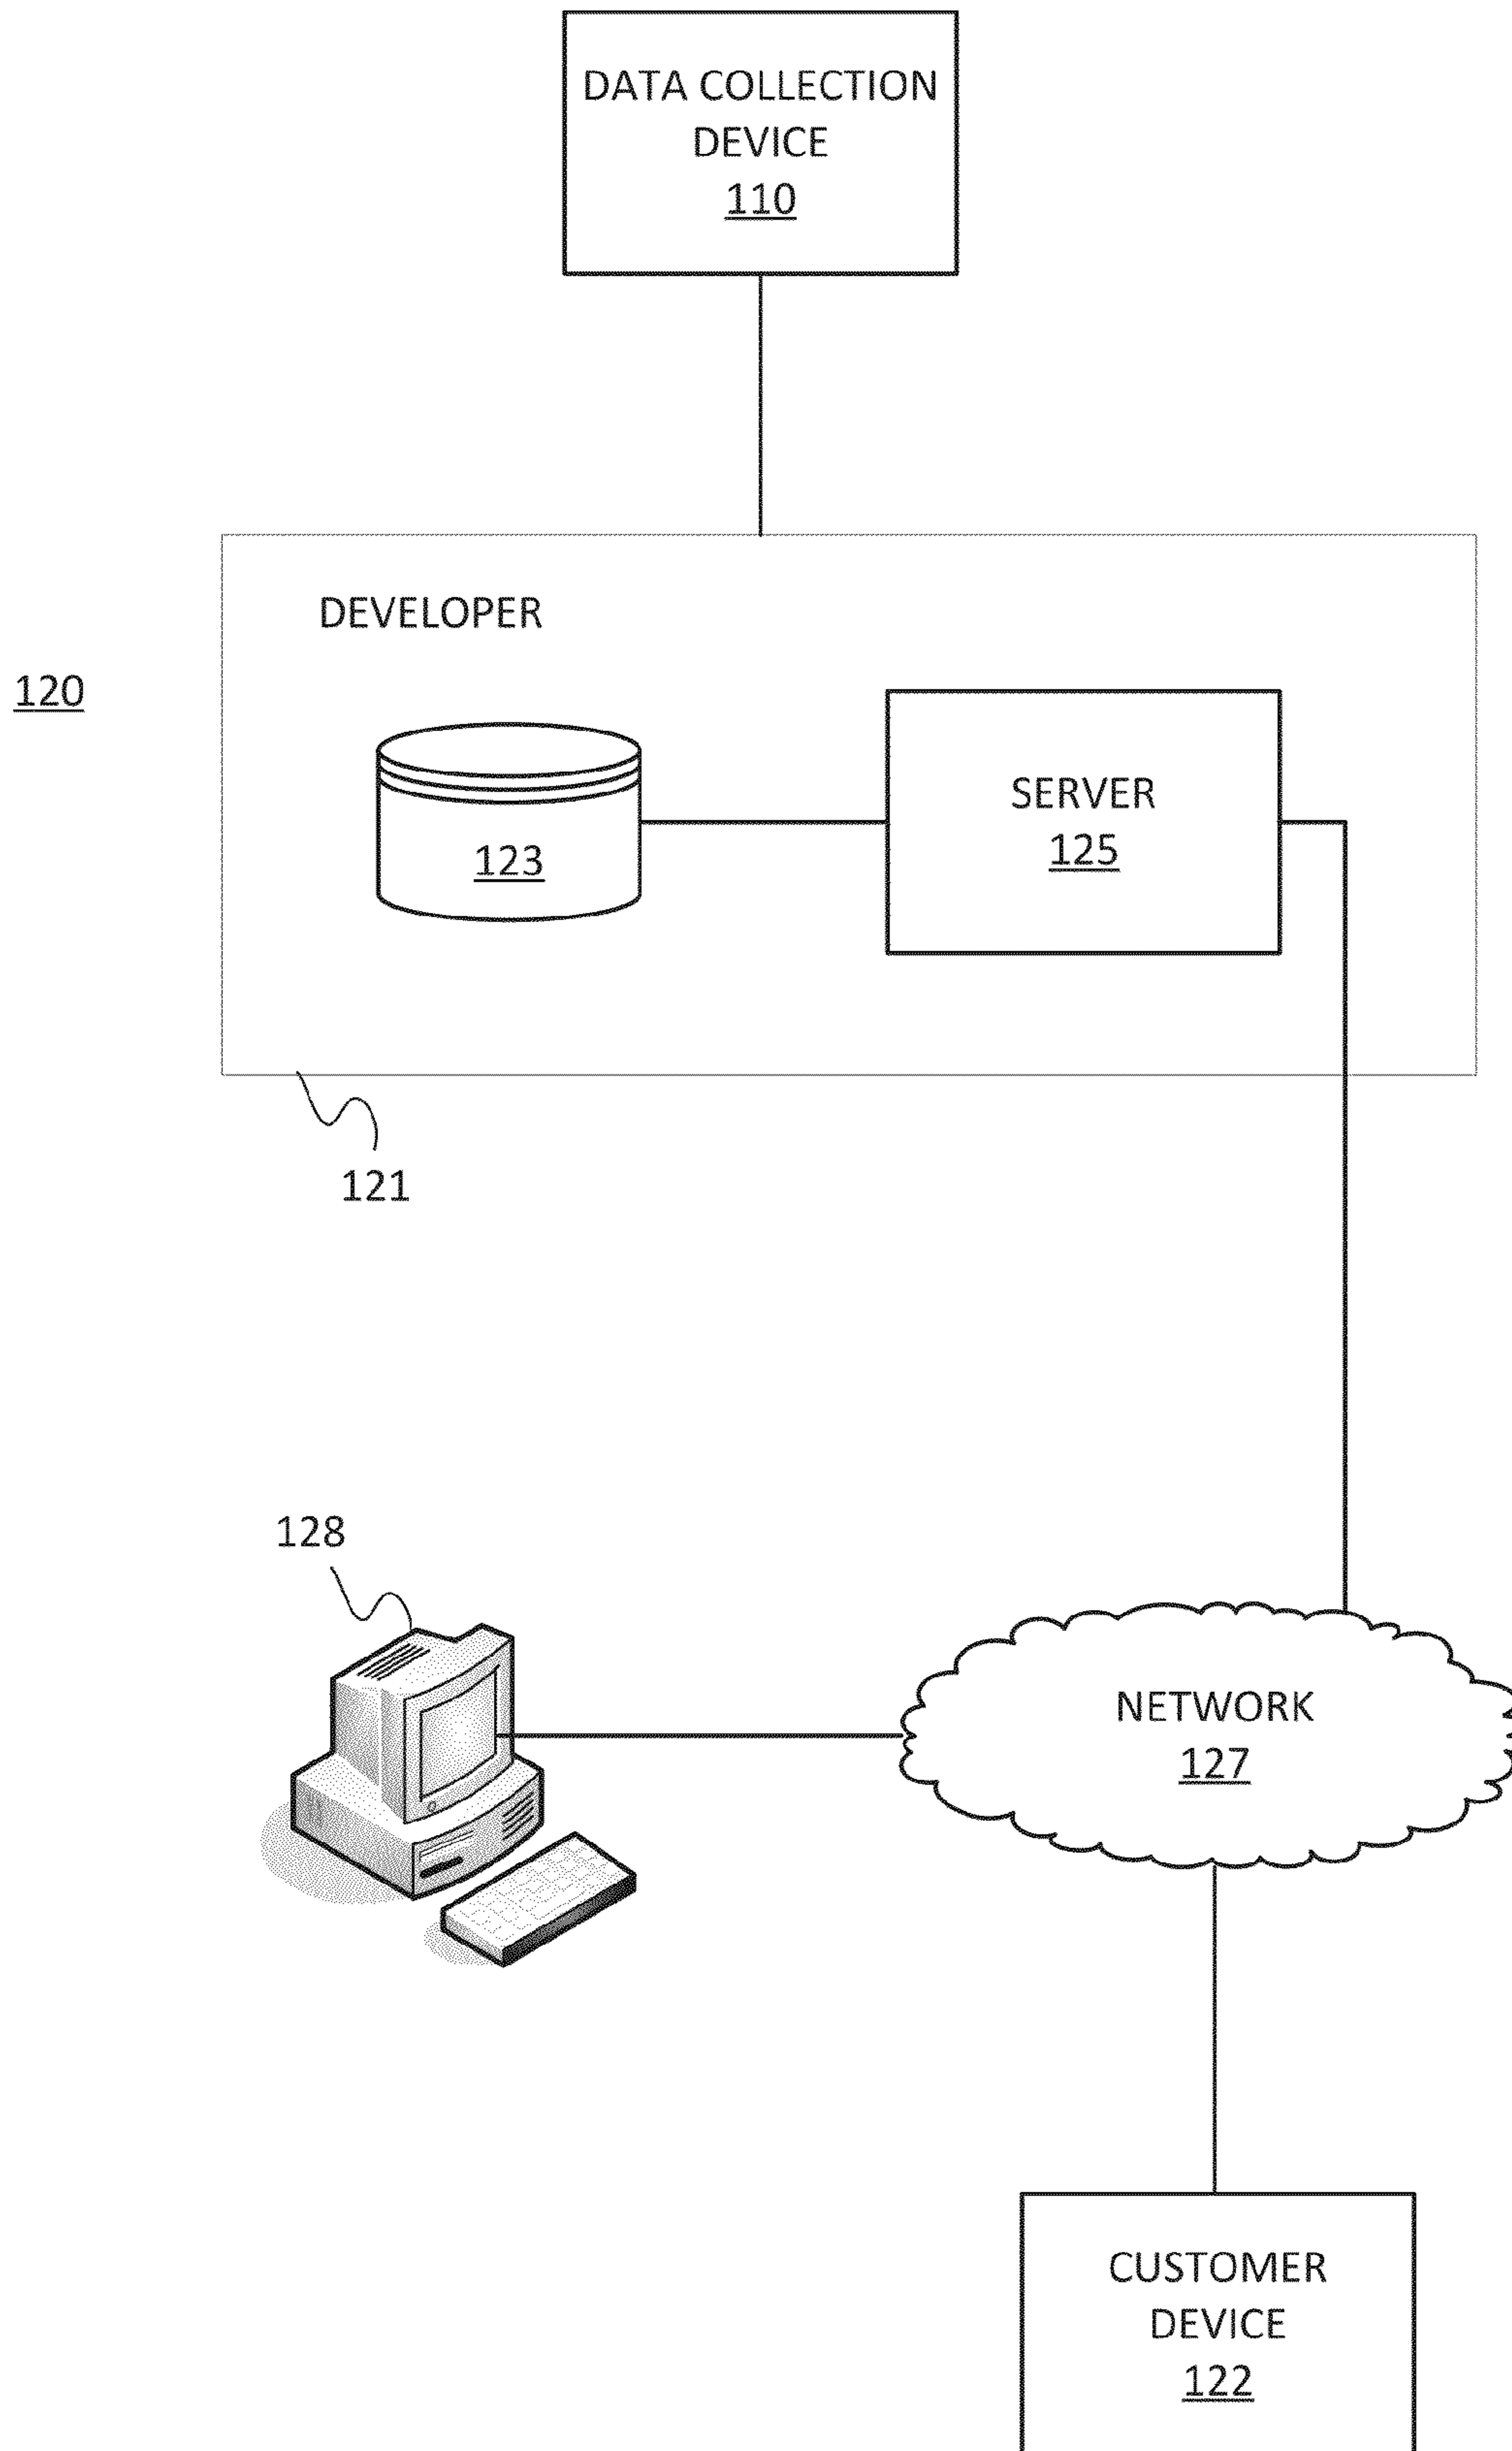 DATA COLLECTION
DEVICE
110
DEVELOPER
120
SERVER
125
123
121
128
NETWORK
127
CUSTOMER
DEVICE
122